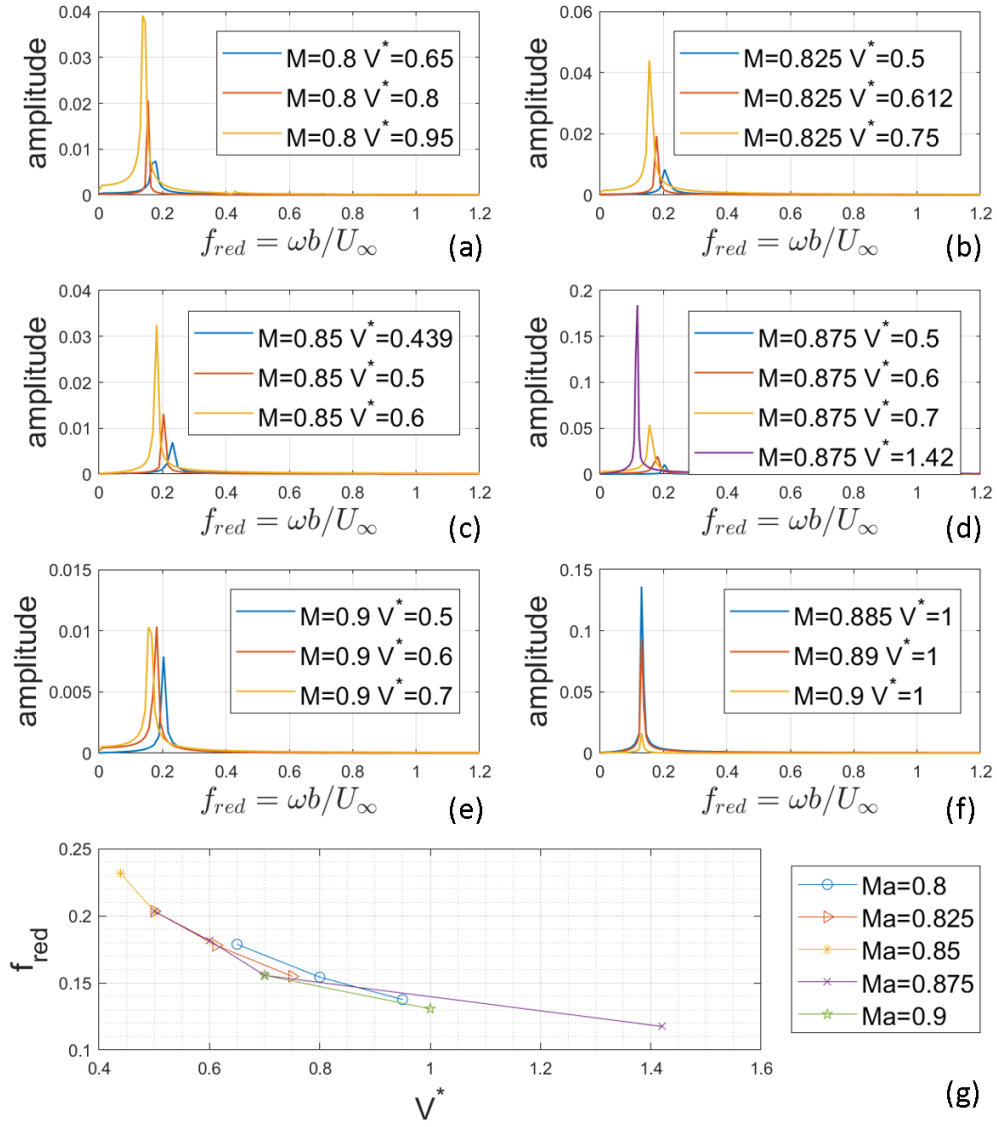 0.04
0.03
0.02
0.01
0
amplitude
M=0.8 V*=0.65
M=0.8 V*=0.8
M=0.8 V*=0.95
0 0.2 0.4 0.6 0.8 1 1.2
f_red = ωb/U_∞
(a)
0.06
0.04
0.02
0
amplitude
M=0.825 V*=0.5
M=0.825 V*=0.612
M=0.825 V*=0.75
0 0.2 0.4 0.6 0.8 1 1.2
f_red = ωb/U_∞
(b)
0.04
0.03
0.02
0.01
0
amplitude
M=0.85 V*=0.439
M=0.85 V*=0.5
M=0.85 V*=0.6
0 0.2 0.4 0.6 0.8 1 1.2
f_red = ωb/U_∞
(c)
0.2
0.15
0.1
0.05
0
amplitude
M=0.875 V*=0.5
M=0.875 V*=0.6
M=0.875 V*=0.7
M=0.875 V*=1.42
0 0.2 0.4 0.6 0.8 1 1.2
f_red = ωb/U_∞
(d)
0.015
0.01
0.005
0
amplitude
M=0.9 V*=0.5
M=0.9 V*=0.6
M=0.9 V*=0.7
0 0.2 0.4 0.6 0.8 1 1.2
f_red = ωb/U_∞
(e)
0.15
0.1
0.05
0
amplitude
M=0.885 V*=1
M=0.89 V*=1
M=0.9 V*=1
0 0.2 0.4 0.6 0.8 1 1.2
f_red = ωb/U_∞
(f)
0.25
0.2
0.15
0.1
f_red
0.4 0.6 0.8 1 1.2 1.4 1.6
V*
Ma=0.8
Ma=0.825
Ma=0.85
Ma=0.875
Ma=0.9
(g)